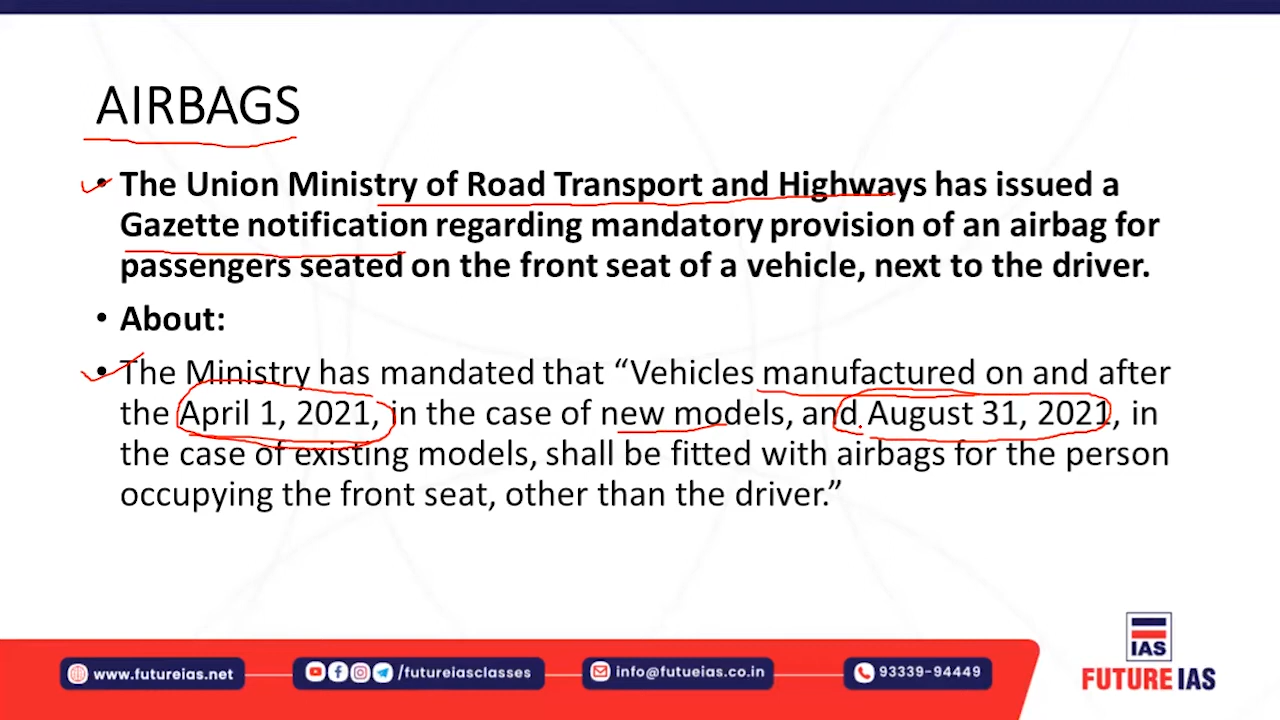 AIRBAGS
• The Union Ministry of Road Transport and Highways has issued a
Gazette notification regarding mandatory provision of an airbag for
passengers seated on the front seat of a vehicle, next to the driver.
• About:
• The Ministry has mandated that “Vehicles manufactured on and after
the April 1, 2021, in the case of new models, and August 31, 2021, in
the case of existing models, shall be fitted with airbags for the person
occupying the front seat, other than the driver.”
www.futureias.net
/futureiasclasses
info@futueias.co.in
93339-94449
IAS
FUTURE IAS